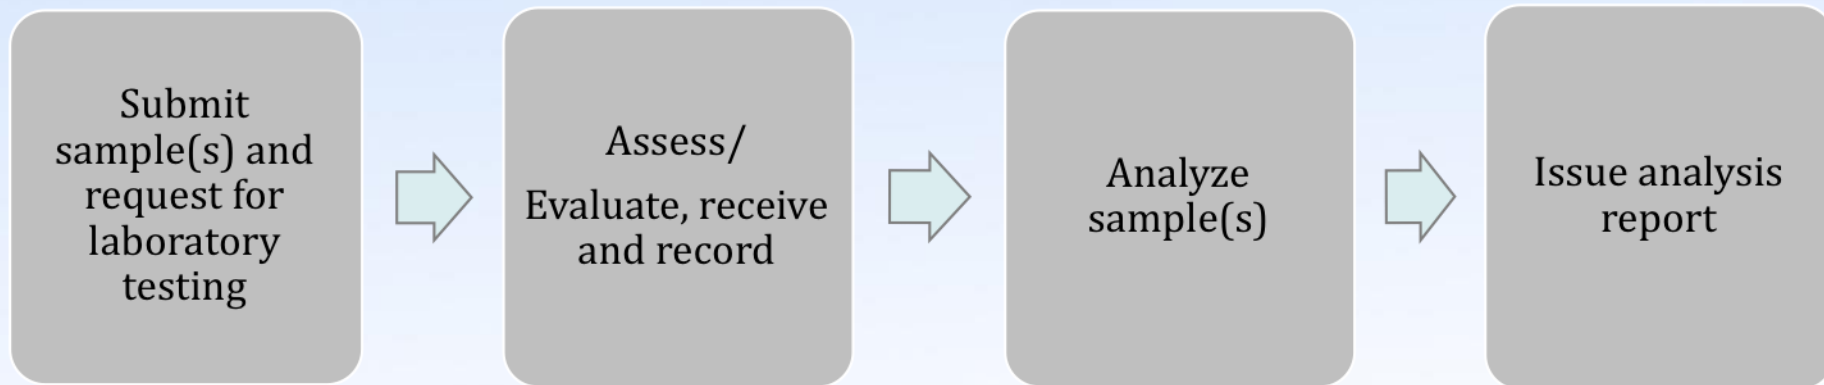 Submit
sample(s) and
request for
laboratory
testing
Assess/
Evaluate, receive
and record
Analyze
sample(s)
Issue analysis
report